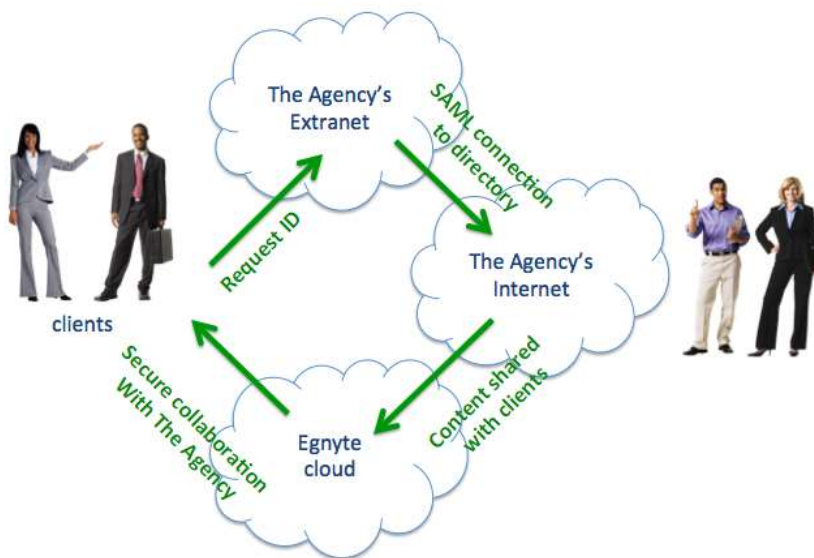 The Agency's
Extranet
SAML connection
to directory
Request ID
The Agency's
Internet
clients
Secure collaboration
With The Agency
Content shared
with clients
Egnyte
cloud